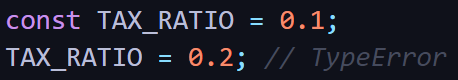 const TAX_RATIO = 0.1;
TAX_RATIO = 0.2; // TypeError